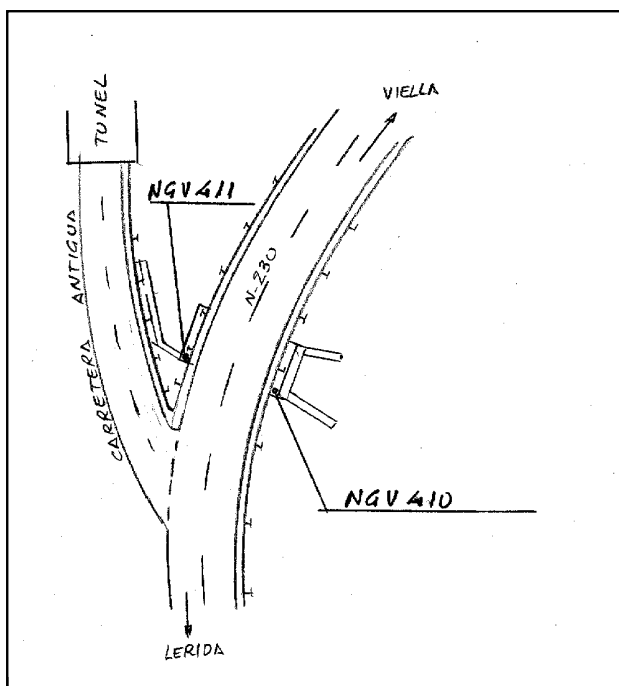 VIELLA
TUNEL
NGV411
N-230
CARRETERA ANTIGUA
NGV410
LERIDA